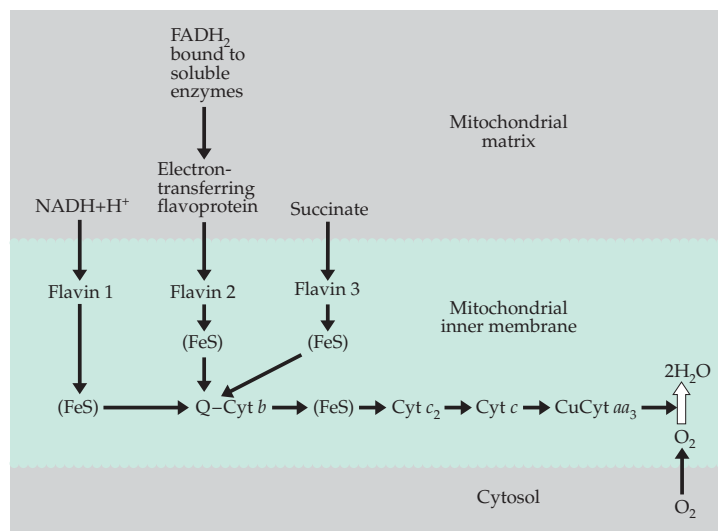 FADH₂
bound to
soluble
enzymes
Mitochondrial
matrix
Electron-
transferring
flavoprotein
NADH+H⁺
Succinate
Flavin 1
Flavin 2
Flavin 3
Mitochondrial
inner membrane
(FeS)
(FeS)
2H₂O
(FeS) Q–Cyt b (FeS) Cyt c₂ Cyt c CuCyt aa₃
O₂
Cytosol
O₂